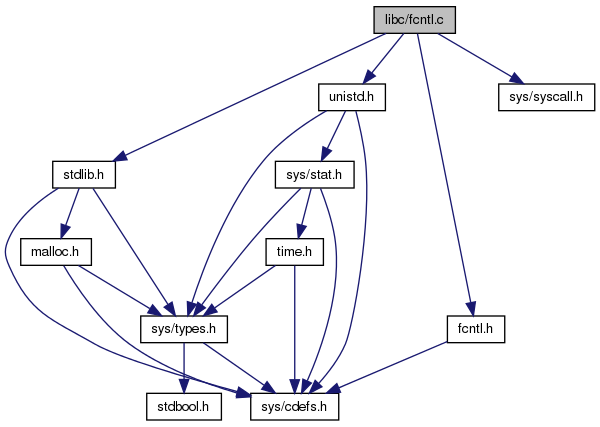 libc/fcntl.c
unistd.h
sys/syscall.h
stdlib.h
sys/stat.h
malloc.h
time.h
sys/types.h
fcntl.h
stdbool.h
sys/cdefs.h